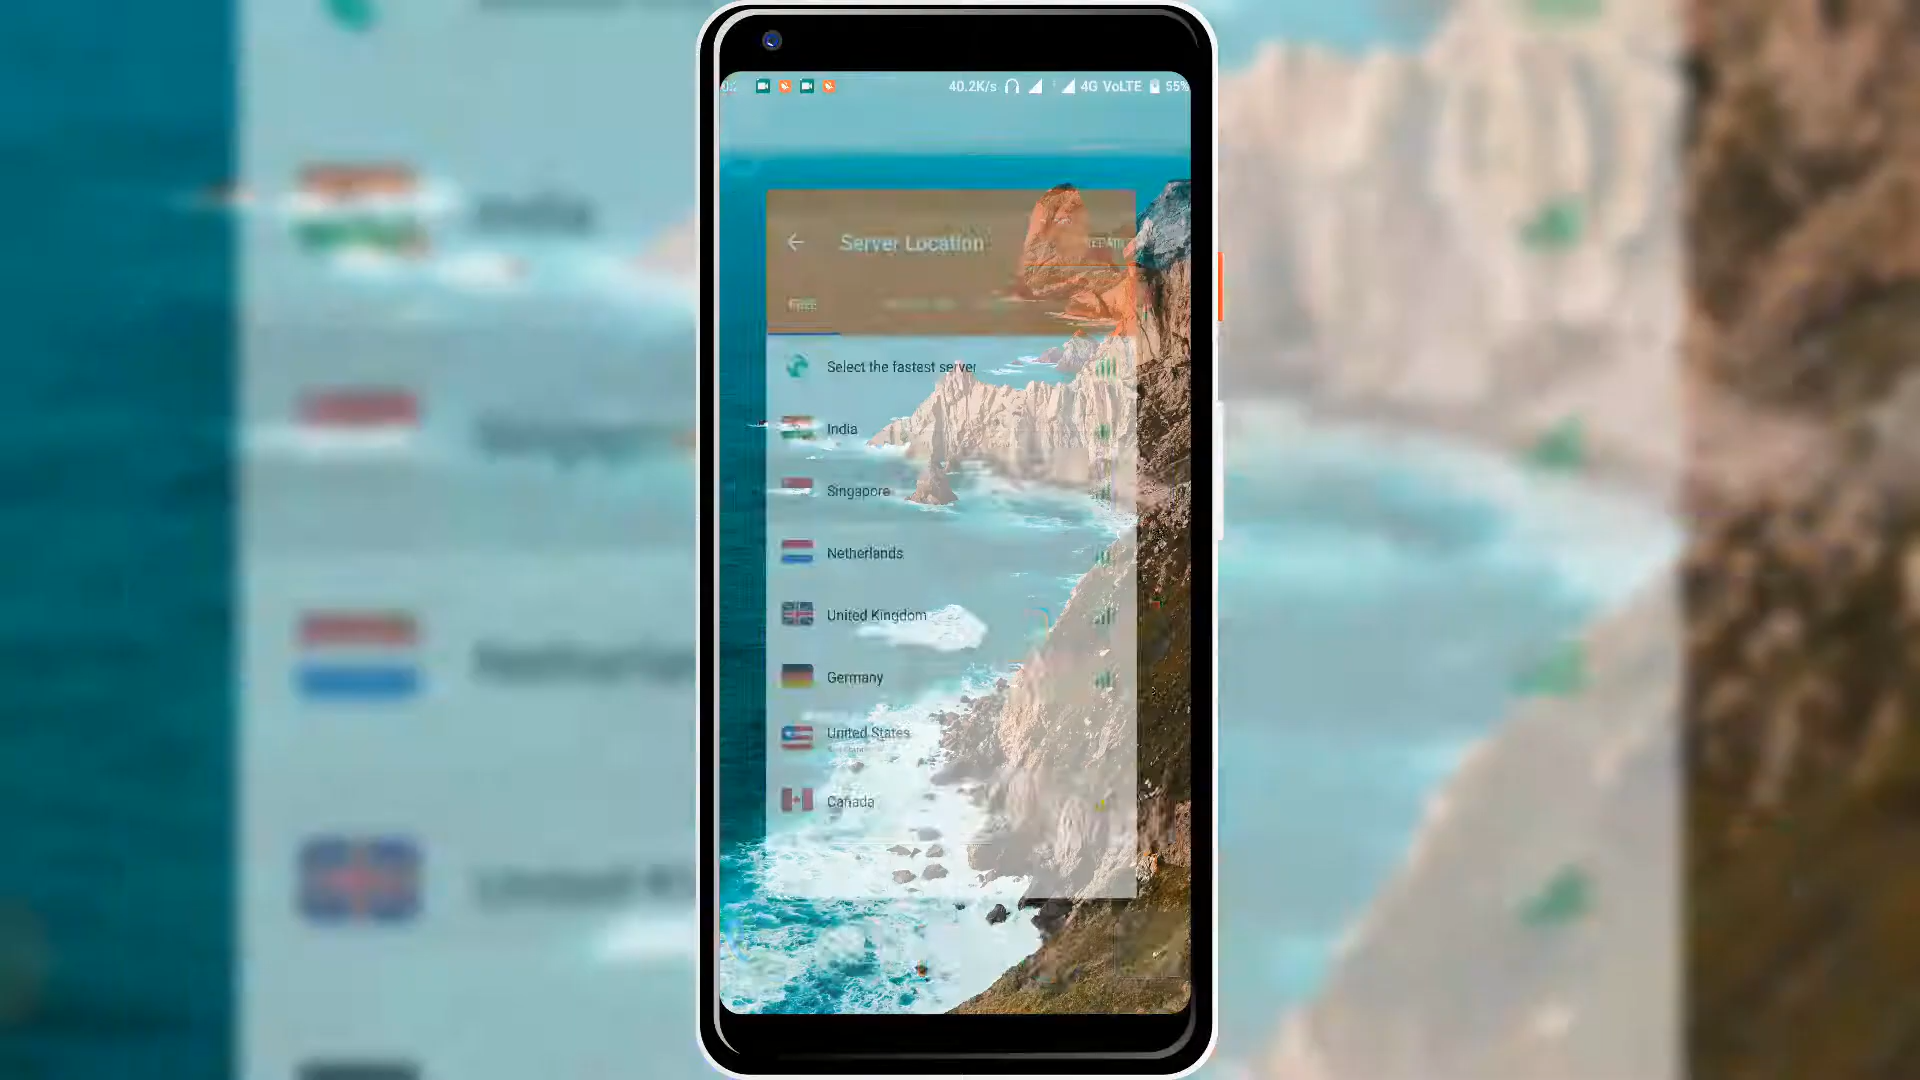 40.2K/s 4G VoLTE 55%
Server Location
Select the fastest server
India
Singapore
Netherlands
United Kingdom
Germany
United States
Canada
India